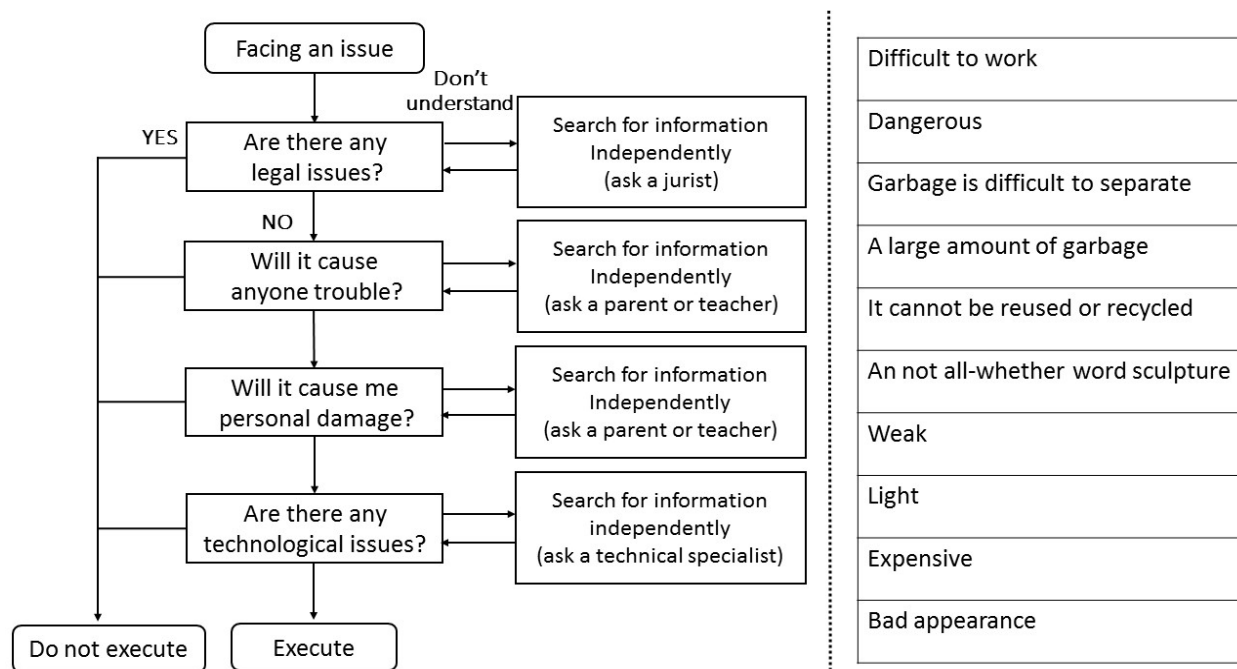 Facing an issue
Don't
understand
YES
Are there any
legal issues?
Search for information
Independently
(ask a jurist)
NO
Will it cause
anyone trouble?
Search for information
Independently
(ask a parent or teacher)
Will it cause me
personal damage?
Search for information
Independently
(ask a parent or teacher)
Are there any
technological issues?
Search for information
independently
(ask a technical specialist)
Do not execute
Execute
Difficult to work
Dangerous
Garbage is difficult to separate
A large amount of garbage
It cannot be reused or recycled
An not all-whether word sculpture
Weak
Light
Expensive
Bad appearance